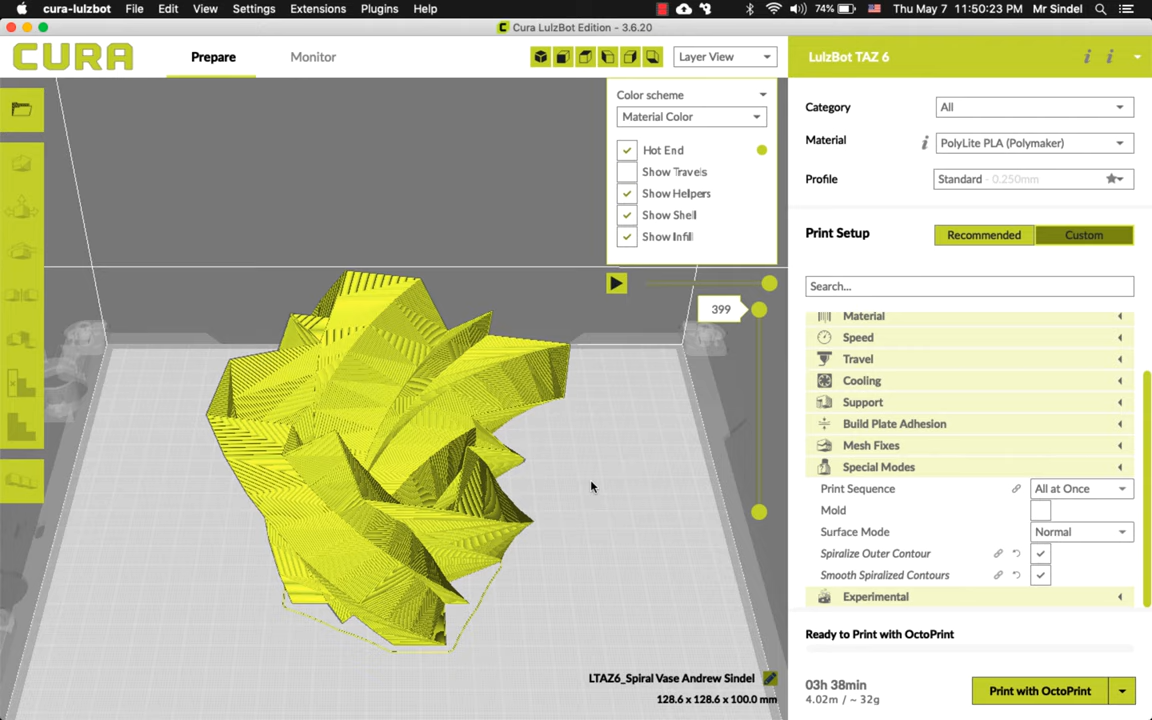 cura-lulzbot File Edit View Settings Extensions Plugins Help 74% Thu May 7 11:50:23 PM Mr Sindel
Cura LulzBot Edition - 3.6.20
CURA Prepare Monitor Layer View LulzBot TAZ 6
Color scheme
Material Color
Hot End
Show Travels
Show Helpers
Show Shell
Show Infill
399
Category All
Material PolyLite PLA (Polymaker)
Profile Standard - 0.250mm
Print Setup Recommended Custom
Search...
Material
Speed
Travel
Cooling
Support
Build Plate Adhesion
Mesh Fixes
Special Modes
Print Sequence All at Once
Mold
Surface Mode Normal
Spiralize Outer Contour
Smooth Spiralized Contours
Experimental
Ready to Print with OctoPrint
LTAZ6_Spiral Vase Andrew Sindel
128.6 x 128.6 x 100.0 mm
03h 38min
4.02m / ~ 32g
Print with OctoPrint